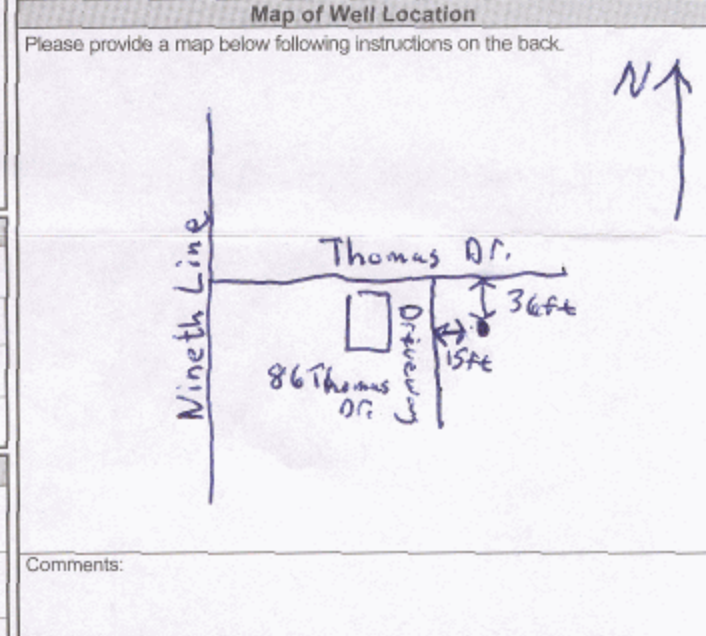 Map of Well Location
Please provide a map below following instructions on the back.
N
Nineth Line
Thomas Dr.
36ft
Driveway
15ft
86 Thomas
Dr.
Comments: